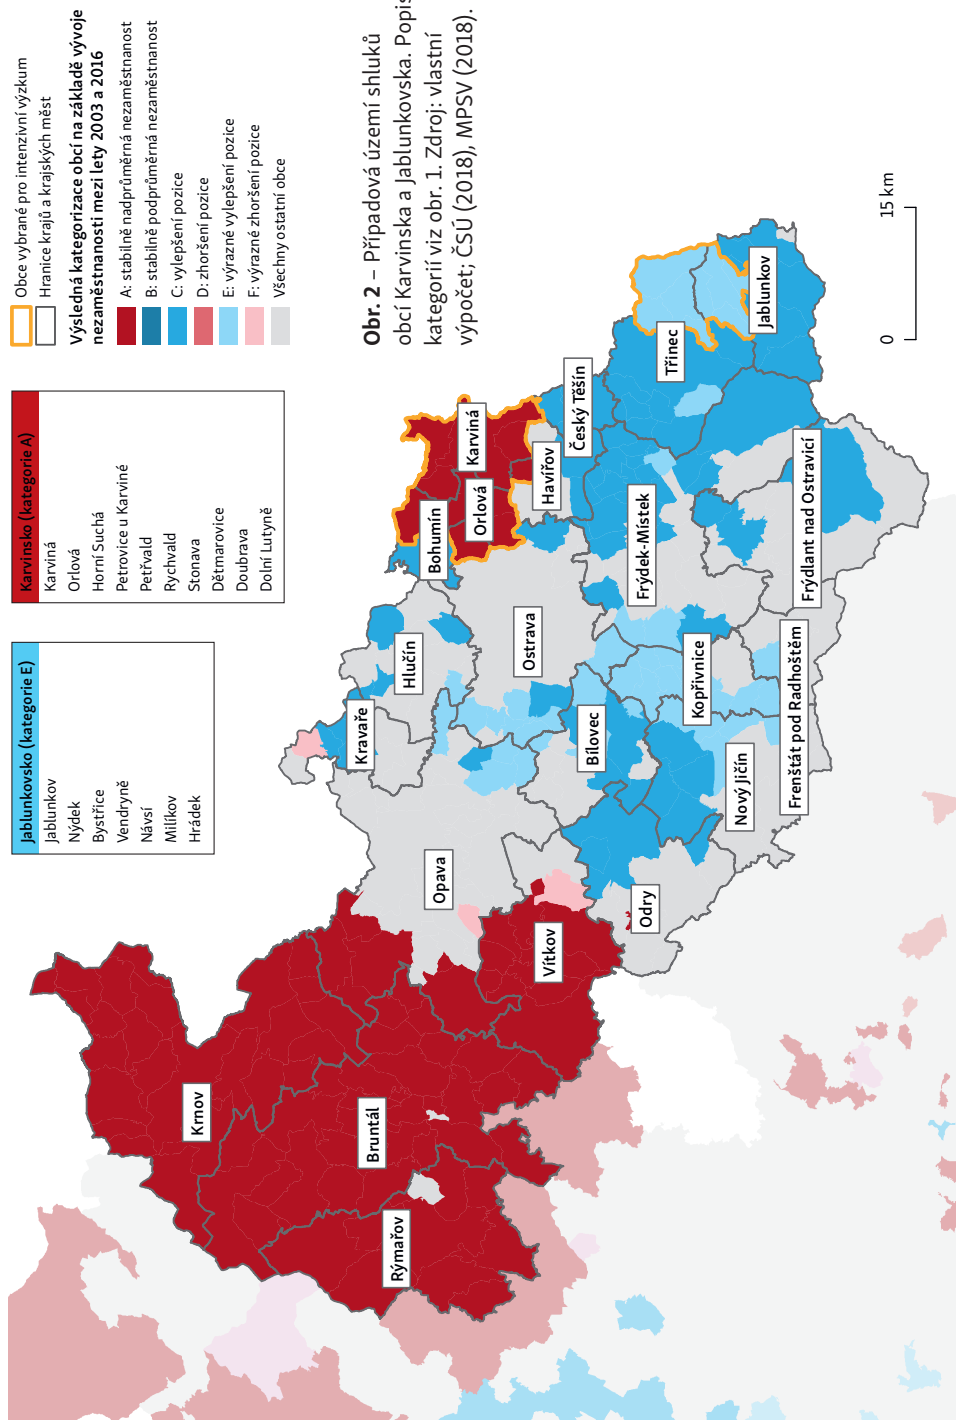 Jablunkovsko (kategorie E)
Jablunkov
Nýdek
Bystřice
Vendryně
Návsí
Milíkov
Hrádek
Karvinsko (kategorie A)
Karviná
Orlová
Horní Suchá
Petrovice u Karviné
Petřvald
Rychvald
Stonava
Dětmarovice
Doubrava
Dolní Lutyně
Obce vybrané pro intenzivní výzkum
Hranice krajů a krajských měst
Výsledná kategorizace obcí na základě vývoje
nezaměstnanosti mezi lety 2003 a 2016
A: stabilně nadprůměrná nezaměstnanost
B: stabilně podprůměrná nezaměstnanost
C: vylepšení pozice
D: zhoršení pozice
E: výrazné vylepšení pozice
F: výrazné zhoršení pozice
Všechny ostatní obce
Obr. 2 – Případová území shluků
obcí Karvinska a Jablunkovska. Popis
kategorií viz obr. 1. Zdroj: vlastní
výpočet; ČSÚ (2018), MPSV (2018).
Krnov
Bruntál
Rýmařov
Opava
Vítkov
Odry
Kravaře
Hlučín
Bohumín
Karviná
Orlová
Havířov
Český Těšín
Ostrava
Bílovec
Frýdek-Místek
Třinec
Jablunkov
Kopřivnice
Nový Jičín
Frenštát pod Radhoštěm
Frýdlant nad Ostravicí
0
15 km